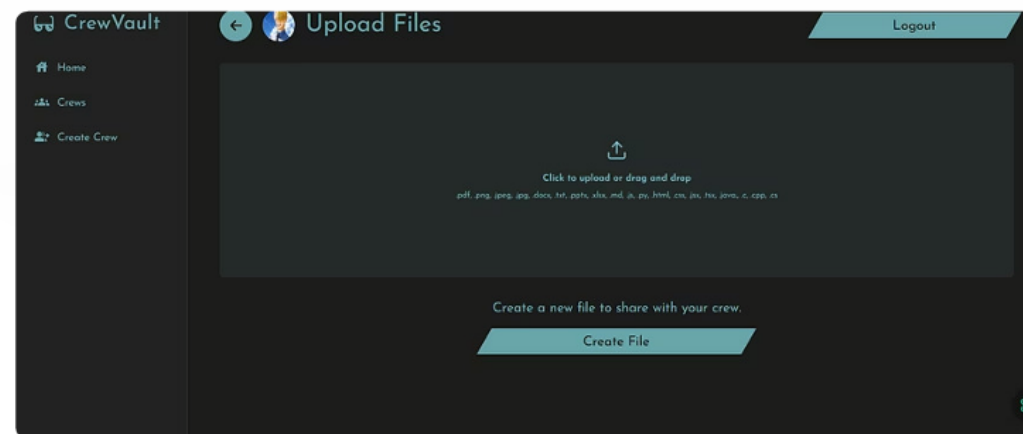 CrewVault
Upload Files
Logout
Home
Crews
Create Crew
Click to upload or drag and drop
pdf, png, jpeg, jpg, docx, txt, pptx, xlsx, md, js, py, html, css, jsx, tsx, java, c, cpp, cs
Create a new file to share with your crew.
Create File